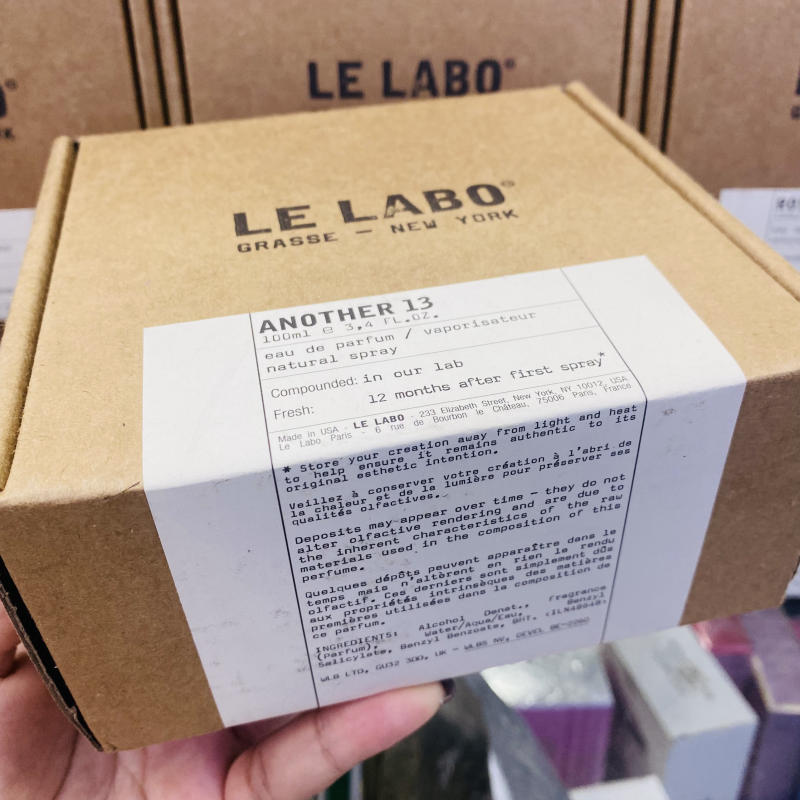 LE LABO®
LE LABO®
GRASSE — NEW YORK
ANOTHER 13
100ml e 3,4 FL.OZ.
eau de parfum / vaporisateur
natural spray
Compounded: in our lab
Fresh: 12 months after first spray*
Made in USA - LE LABO - 233 Elizabeth Street, New York, NY 10012, USA
Le Labo Paris - 6 rue de Bourbon le Château, 75006 Paris, France
* Store your creation away from light and heat
to help ensure it remains authentic to its
original esthetic intention.
Veillez à conserver votre création à l'abri de
la chaleur et de la lumière pour préserver ses
qualités olfactives.
Deposits may appear over time — they do not
alter olfactive rendering and are due to
the inherent characteristics of the raw
materials used in the composition of this
perfume.
Quelques dépôts peuvent apparaître dans le
temps mais n'altèrent en rien le rendu
olfactif. Ces derniers sont simplement dûs
aux propriétés intrinsèques des matières
premières utilisées dans la composition de
ce parfum.
INGREDIENTS: Alcohol Denat., fragrance
(Parfum), Water/Aqua/Eau, Benzyl
Salicylate, Benzyl Benzoate, BHT.
WLB LTD, GU32 3DD, UK -